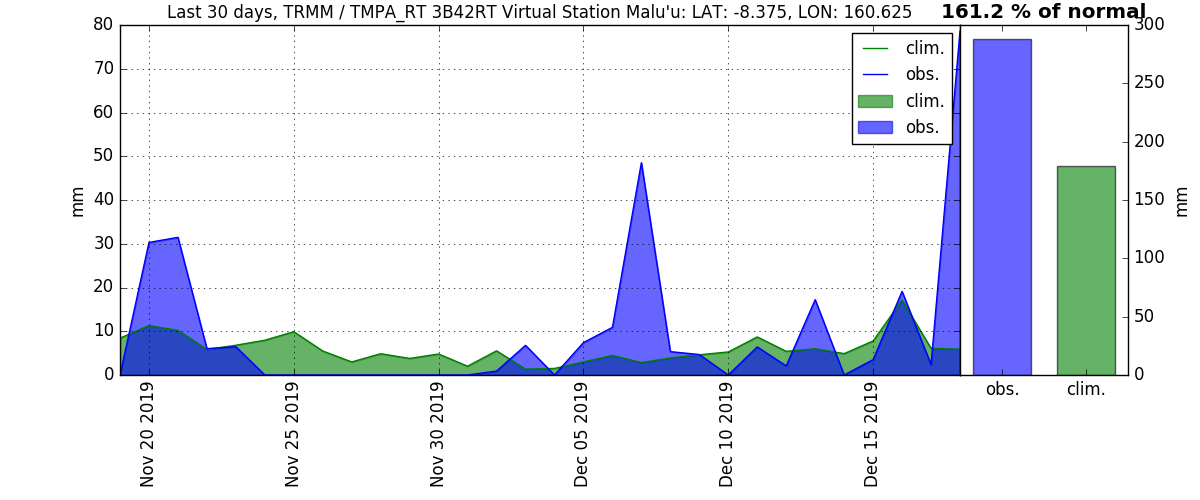 Last 30 days, TRMM / TMPA_RT 3B42RT Virtual Station Malu'u: LAT: -8.375, LON: 160.625
161.2 % of normal
80
70
60
50
40
30
20
10
0
mm
clim.
obs.
clim.
obs.
300
250
200
150
100
50
0
mm
Nov 20 2019
Nov 25 2019
Nov 30 2019
Dec 05 2019
Dec 10 2019
Dec 15 2019
obs.
clim.